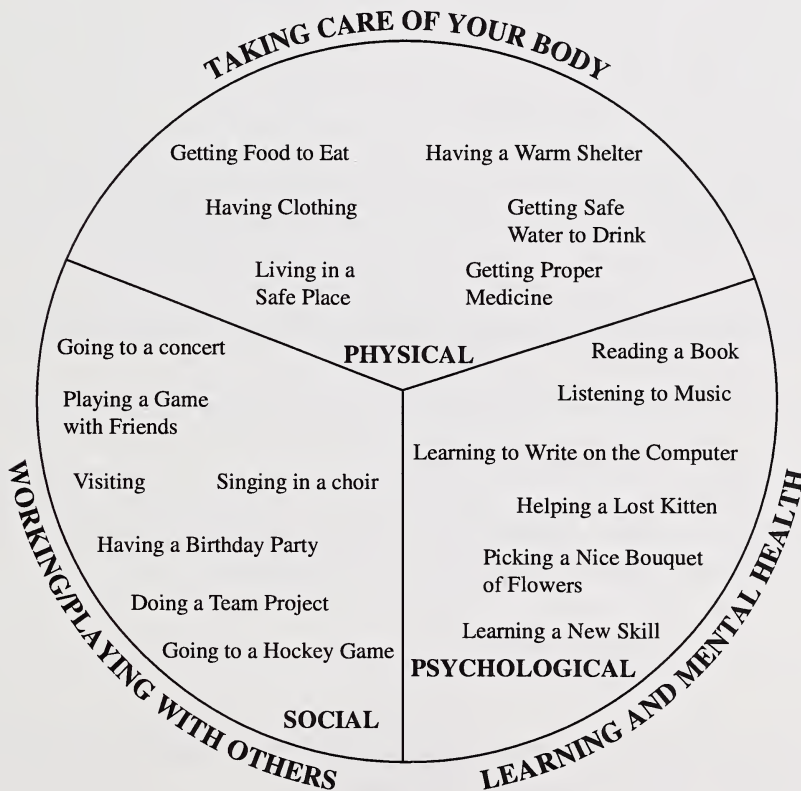 TAKING CARE OF YOUR BODY
Getting Food to Eat
Having a Warm Shelter
Having Clothing
Getting Safe
Water to Drink
Living in a
Safe Place
Getting Proper
Medicine
PHYSICAL
Going to a concert
Playing a Game
with Friends
Visiting
Singing in a choir
Having a Birthday Party
Doing a Team Project
Going to a Hockey Game
SOCIAL
WORKING/PLAYING WITH OTHERS
Reading a Book
Listening to Music
Learning to Write on the Computer
Helping a Lost Kitten
Picking a Nice Bouquet
of Flowers
Learning a New Skill
PSYCHOLOGICAL
LEARNING AND MENTAL HEALTH